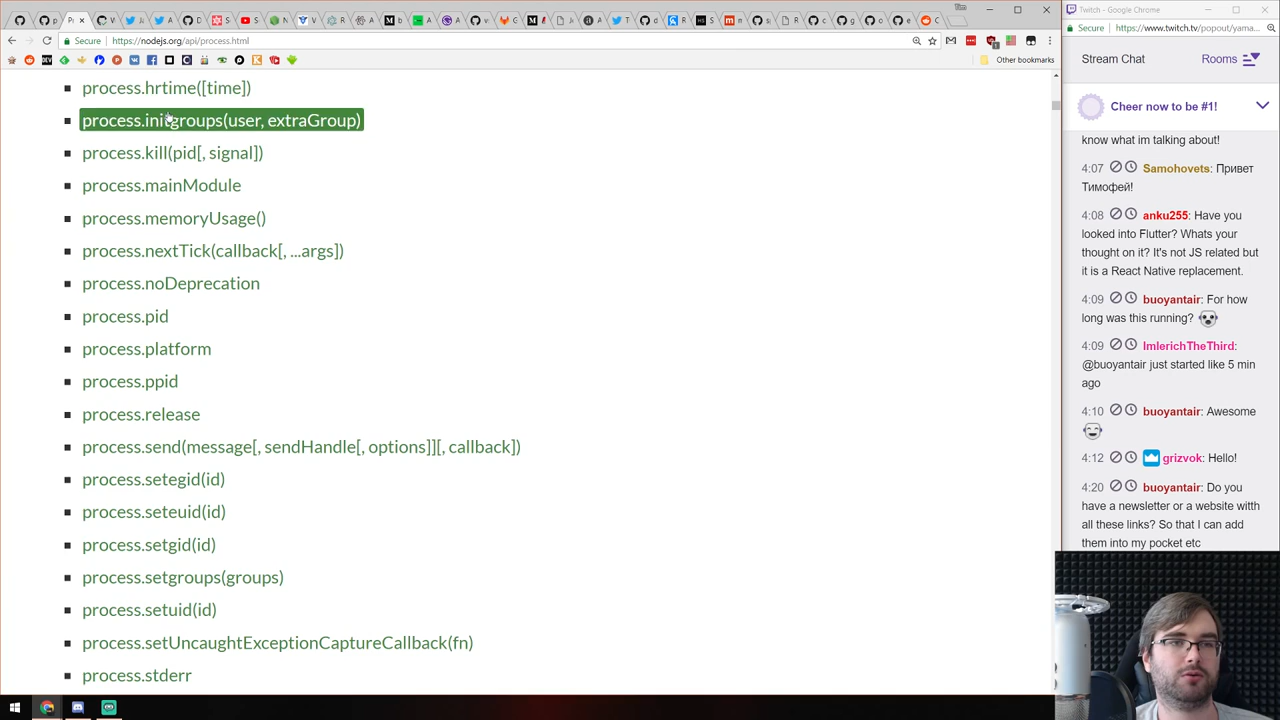 Secure
https://nodejs.org/api/process.html
Other bookmarks
process.hrtime([time])
process.initgroups(user, extraGroup)
process.kill(pid[, signal])
process.mainModule
process.memoryUsage()
process.nextTick(callback[, ...args])
process.noDeprecation
process.pid
process.platform
process.ppid
process.release
process.send(message[, sendHandle[, options]][, callback])
process.setegid(id)
process.seteuid(id)
process.setgid(id)
process.setgroups(groups)
process.setuid(id)
process.setUncaughtExceptionCaptureCallback(fn)
process.stderr
Twitch - Google Chrome
Secure
https://www.twitch.tv/popout/yama...
Stream Chat
Rooms
Cheer now to be #1!
know what im talking about!
4:07 Samohovets: Привет
Тимофей!
4:08 anku255: Have you
looked into Flutter? Whats your
thought on it? It's not JS related but
it is a React Native replacement.
4:09 buoyantair: For how
long was this running?
4:09 ImlerichTheThird:
@buoyantair just started like 5 min
ago
4:10 buoyantair: Awesome
4:12 grizvok: Hello!
4:20 buoyantair: Do you
have a newsletter or a website witth
all these links? So that I can add
them into my pocket etc